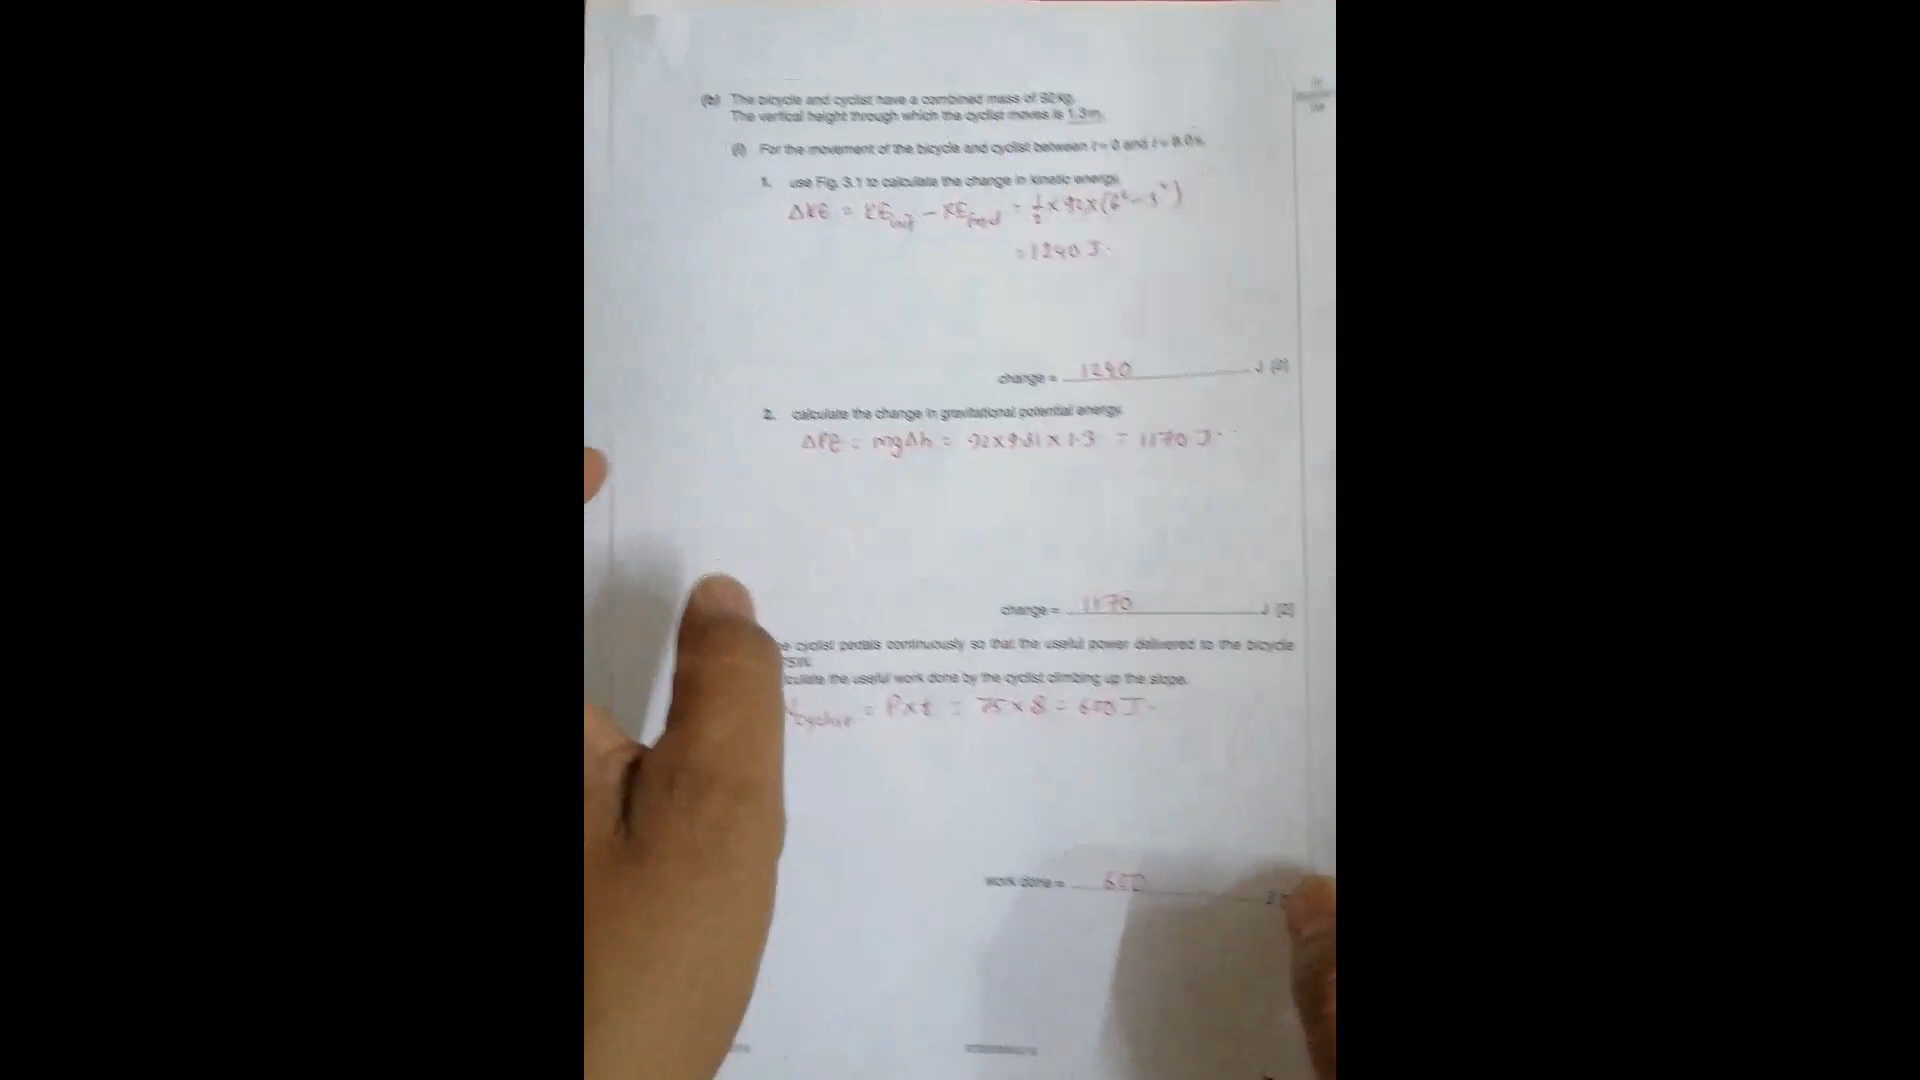 (b) The bicycle and cyclist have a combined mass of 92 kg.
The vertical height through which the cyclist moves is 1.3 m.
(i) For the movement of the bicycle and cyclist between t = 0 and t = 8.0 s,
1. use Fig. 3.1 to calculate the change in kinetic energy,
ΔKE = KE - KE = 1/2 × 92 × (6² - 3²)
= 1240 J.
change = 1240 J [2]
2. calculate the change in gravitational potential energy.
ΔPE = mgΔh = 92 × 9.81 × 1.3 = 1170 J.
change = 1170 J [2]
cyclist pedals continuously so that the useful power delivered to the bicycle
75 W.
culate the useful work done by the cyclist climbing up the slope.
= P × t = 75 × 8 = 600 J.
work done = 600 J